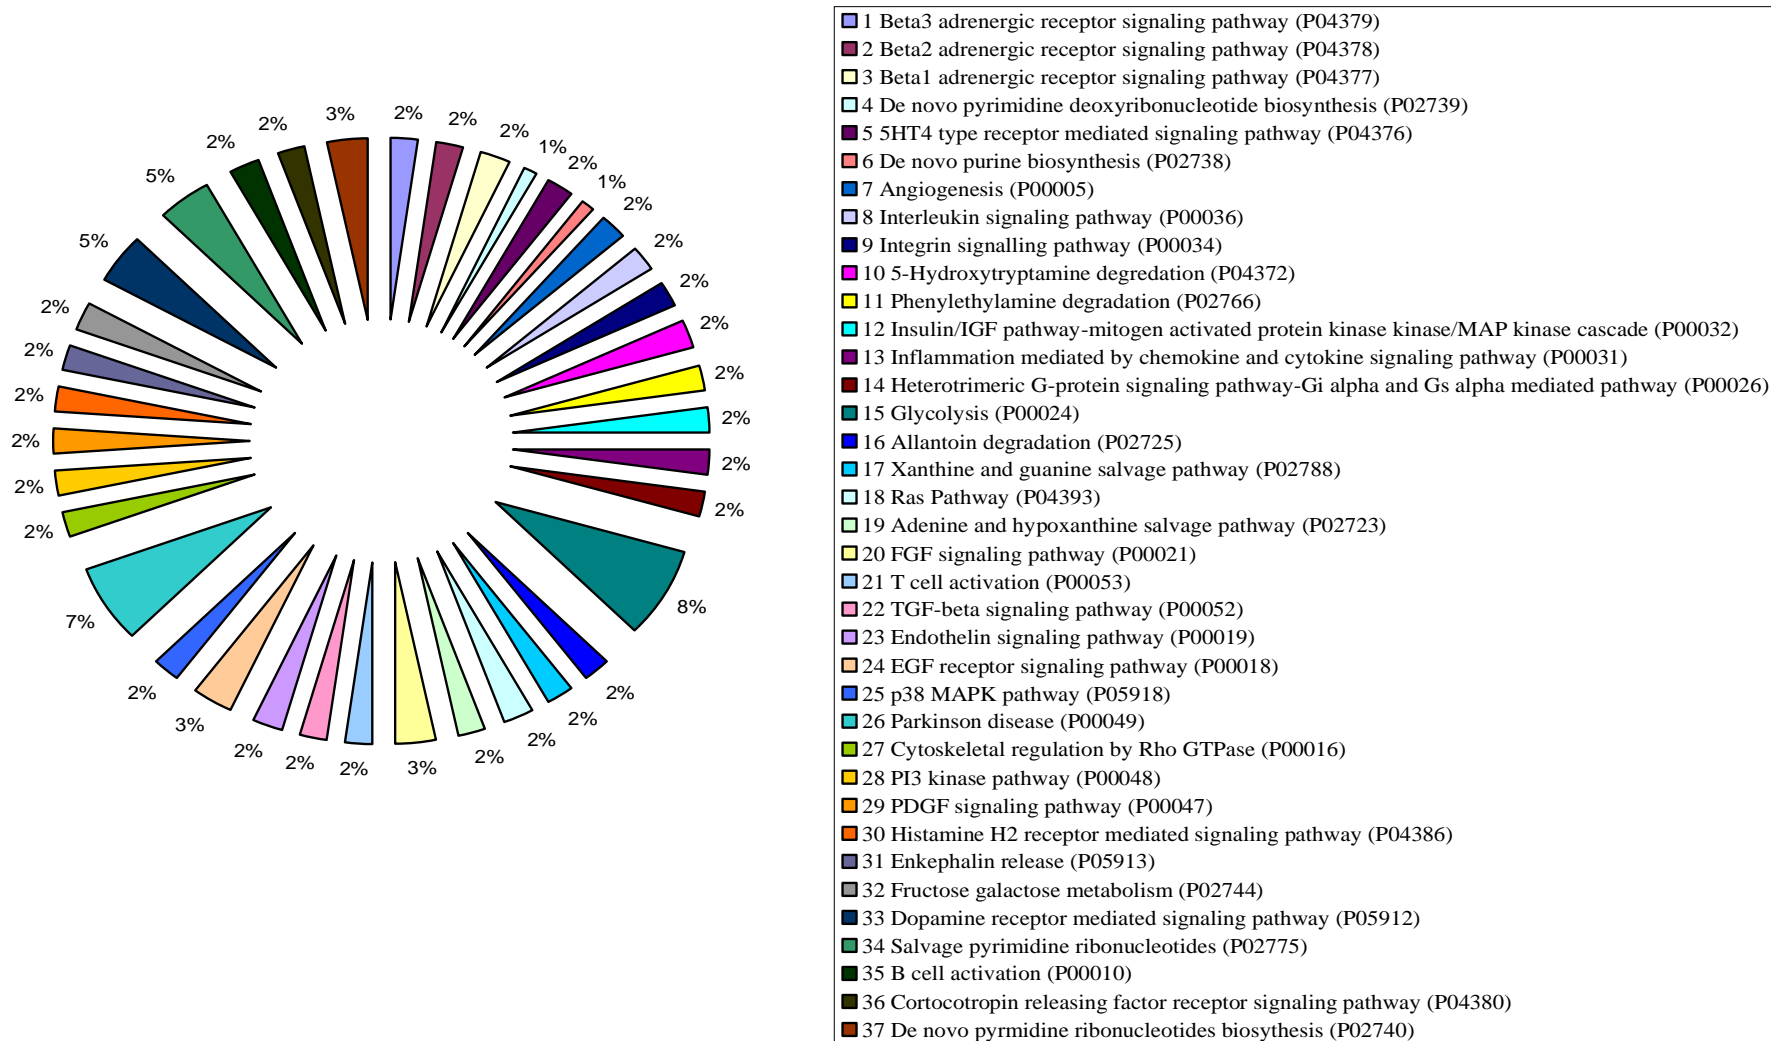 2%
2%
2%
1%
2%
1%
2%
2%
2%
2%
2%
2%
2%
2%
8%
2%
2%
2%
2%
3%
2%
2%
2%
3%
2%
7%
2%
2%
2%
2%
2%
2%
5%
5%
2%
2%
3%
1 Beta3 adrenergic receptor signaling pathway (P04379)
2 Beta2 adrenergic receptor signaling pathway (P04378)
3 Beta1 adrenergic receptor signaling pathway (P04377)
4 De novo pyrimidine deoxyribonucleotide biosynthesis (P02739)
5 5HT4 type receptor mediated signaling pathway (P04376)
6 De novo purine biosynthesis (P02738)
7 Angiogenesis (P00005)
8 Interleukin signaling pathway (P00036)
9 Integrin signalling pathway (P00034)
10 5-Hydroxytryptamine degredation (P04372)
11 Phenylethylamine degradation (P02766)
12 Insulin/IGF pathway-mitogen activated protein kinase kinase/MAP kinase cascade (P00032)
13 Inflammation mediated by chemokine and cytokine signaling pathway (P00031)
14 Heterotrimeric G-protein signaling pathway-Gi alpha and Gs alpha mediated pathway (P00026)
15 Glycolysis (P00024)
16 Allantoin degradation (P02725)
17 Xanthine and guanine salvage pathway (P02788)
18 Ras Pathway (P04393)
19 Adenine and hypoxanthine salvage pathway (P02723)
20 FGF signaling pathway (P00021)
21 T cell activation (P00053)
22 TGF-beta signaling pathway (P00052)
23 Endothelin signaling pathway (P00019)
24 EGF receptor signaling pathway (P00018)
25 p38 MAPK pathway (P05918)
26 Parkinson disease (P00049)
27 Cytoskeletal regulation by Rho GTPase (P00016)
28 PI3 kinase pathway (P00048)
29 PDGF signaling pathway (P00047)
30 Histamine H2 receptor mediated signaling pathway (P04386)
31 Enkephalin release (P05913)
32 Fructose galactose metabolism (P02744)
33 Dopamine receptor mediated signaling pathway (P05912)
34 Salvage pyrimidine ribonucleotides (P02775)
35 B cell activation (P00010)
36 Cortocotropin releasing factor receptor signaling pathway (P04380)
37 De novo pyrmidine ribonucleotides biosythesis (P02740)